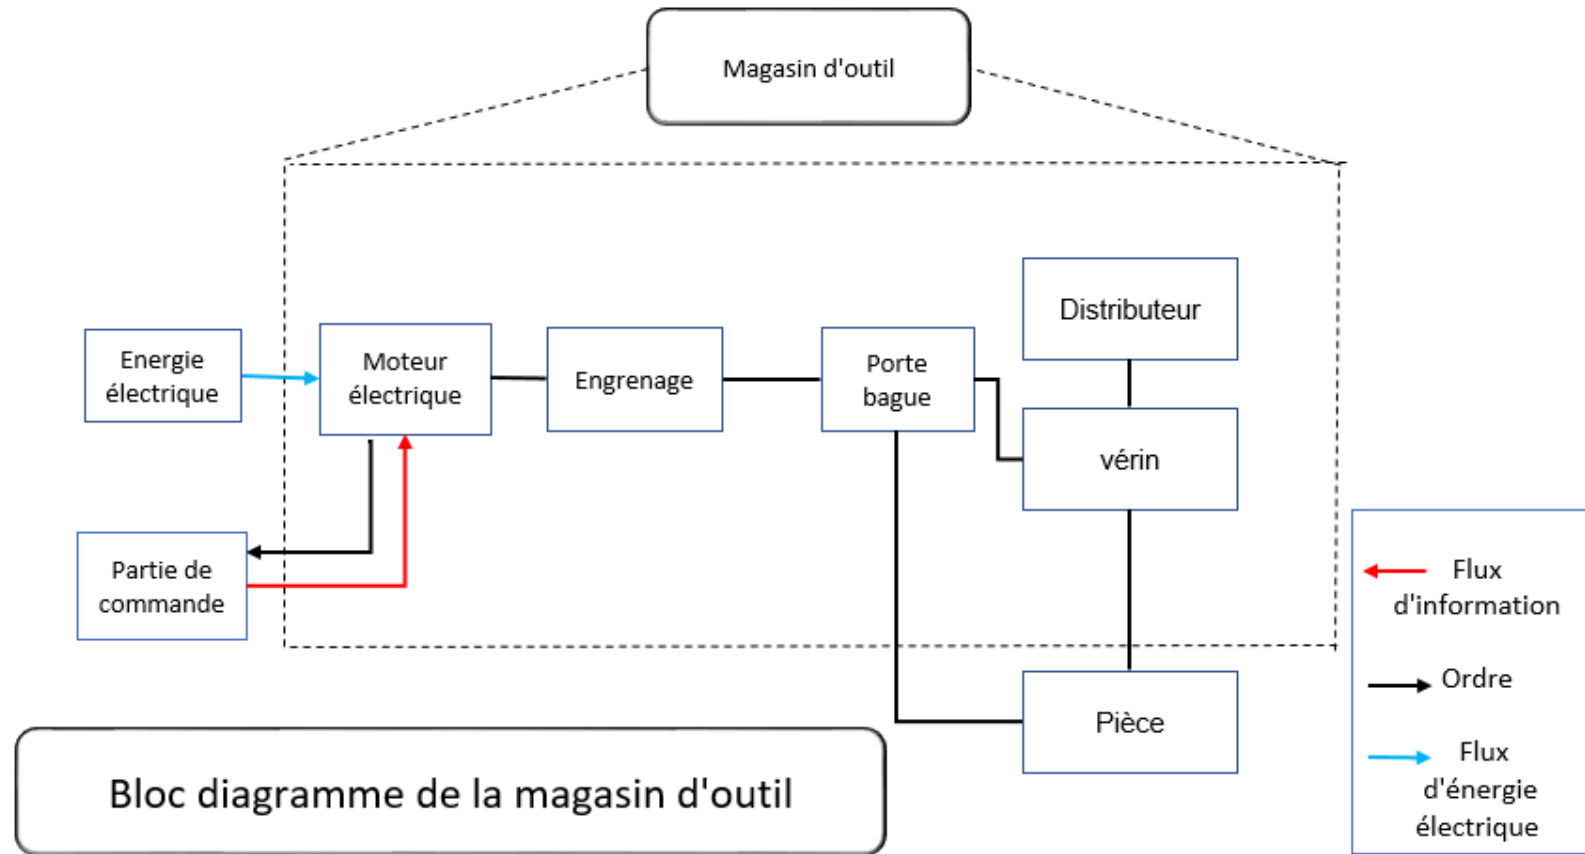 Magasin d'outil
Distributeur
Energie
électrique
Moteur
électrique
Engrenage
Porte
bague
vérin
Partie de
commande
Pièce
Flux
d'information
Ordre
Flux
d'énergie
électrique
Bloc diagramme de la magasin d'outil